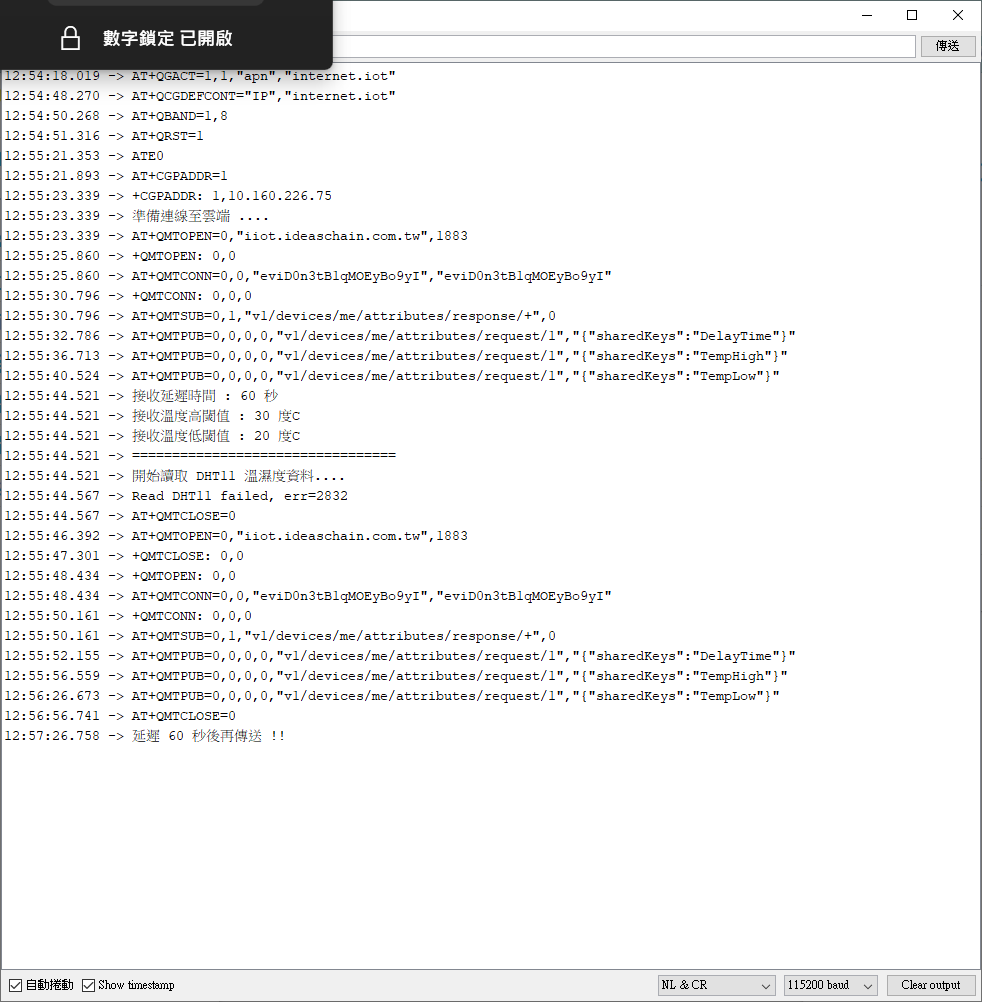 數字鎖定 已開啟
傳送
12:54:18.019 -> AT+QGACT=1,1,"apn","internet.iot"
12:54:48.270 -> AT+QCGDEFCONT="IP","internet.iot"
12:54:50.268 -> AT+QBAND=1,8
12:54:51.316 -> AT+QRST=1
12:55:21.353 -> ATE0
12:55:21.893 -> AT+CGPADDR=1
12:55:23.339 -> +CGPADDR: 1,10.160.226.75
12:55:23.339 -> 準備連線至雲端 ....
12:55:23.339 -> AT+QMTOPEN=0,"iiot.ideaschain.com.tw",1883
12:55:25.860 -> +QMTOPEN: 0,0
12:55:25.860 -> AT+QMTCONN=0,0,"eviD0n3tBlqMOEyBo9yI","eviD0n3tBlqMOEyBo9yI"
12:55:30.796 -> +QMTCONN: 0,0,0
12:55:30.796 -> AT+QMTSUB=0,1,"v1/devices/me/attributes/response/+",0
12:55:32.786 -> AT+QMTPUB=0,0,0,0,"v1/devices/me/attributes/request/1","{"sharedKeys":"DelayTime"}"
12:55:36.713 -> AT+QMTPUB=0,0,0,0,"v1/devices/me/attributes/request/1","{"sharedKeys":"TempHigh"}"
12:55:40.524 -> AT+QMTPUB=0,0,0,0,"v1/devices/me/attributes/request/1","{"sharedKeys":"TempLow"}"
12:55:44.521 -> 接收延遲時間 : 60 秒
12:55:44.521 -> 接收溫度高閾值 : 30 度C
12:55:44.521 -> 接收溫度低閾值 : 20 度C
12:55:44.521 -> =================================
12:55:44.521 -> 開始讀取 DHT11 溫濕度資料....
12:55:44.567 -> Read DHT11 failed, err=2832
12:55:44.567 -> AT+QMTCLOSE=0
12:55:46.392 -> AT+QMTOPEN=0,"iiot.ideaschain.com.tw",1883
12:55:47.301 -> +QMTCLOSE: 0,0
12:55:48.434 -> +QMTOPEN: 0,0
12:55:48.434 -> AT+QMTCONN=0,0,"eviD0n3tBlqMOEyBo9yI","eviD0n3tBlqMOEyBo9yI"
12:55:50.161 -> +QMTCONN: 0,0,0
12:55:50.161 -> AT+QMTSUB=0,1,"v1/devices/me/attributes/response/+",0
12:55:52.155 -> AT+QMTPUB=0,0,0,0,"v1/devices/me/attributes/request/1","{"sharedKeys":"DelayTime"}"
12:55:56.559 -> AT+QMTPUB=0,0,0,0,"v1/devices/me/attributes/request/1","{"sharedKeys":"TempHigh"}"
12:56:26.673 -> AT+QMTPUB=0,0,0,0,"v1/devices/me/attributes/request/1","{"sharedKeys":"TempLow"}"
12:56:56.741 -> AT+QMTCLOSE=0
12:57:26.758 -> 延遲 60 秒後再傳送 !!
自動捲動 Show timestamp NL & CR 115200 baud Clear output